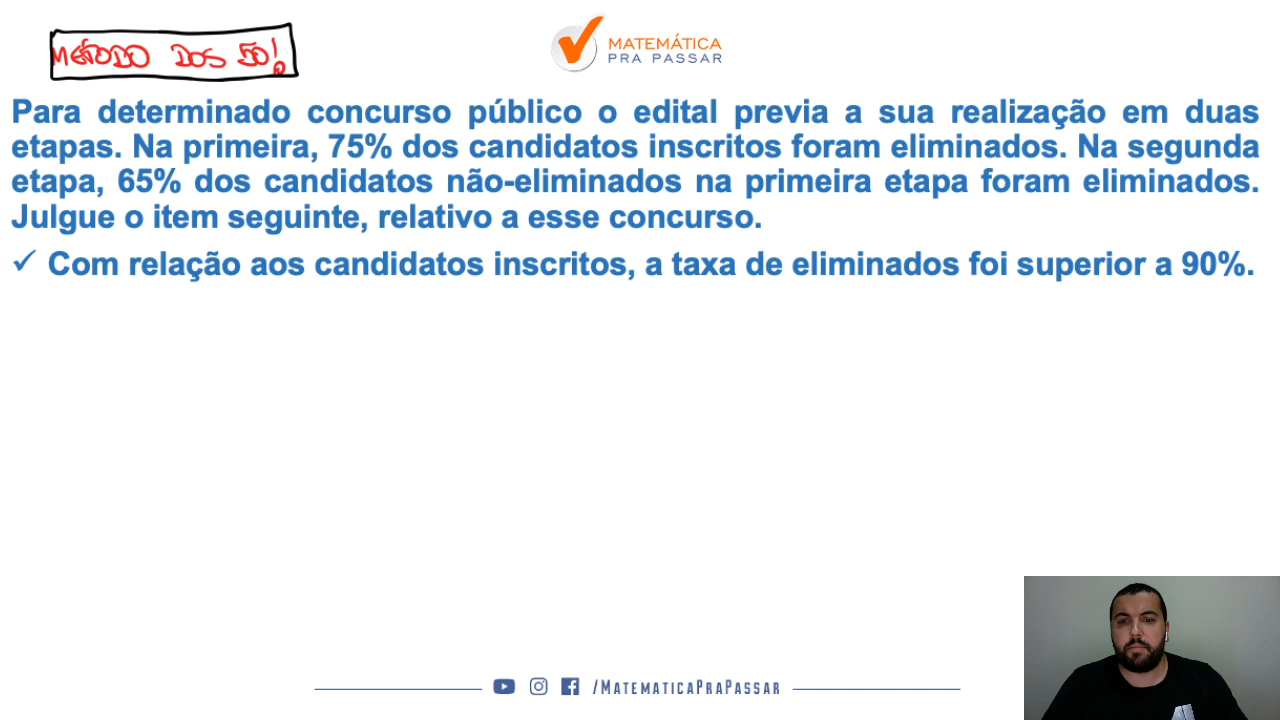 MÉTODO DOS 50!
MATEMÁTICA
PRA PASSAR
Para determinado concurso público o edital previa a sua realização em duas
etapas. Na primeira, 75% dos candidatos inscritos foram eliminados. Na segunda
etapa, 65% dos candidatos não-eliminados na primeira etapa foram eliminados.
Julgue o item seguinte, relativo a esse concurso.
✓ Com relação aos candidatos inscritos, a taxa de eliminados foi superior a 90%.
/MATEMATICAPRAPASSAR